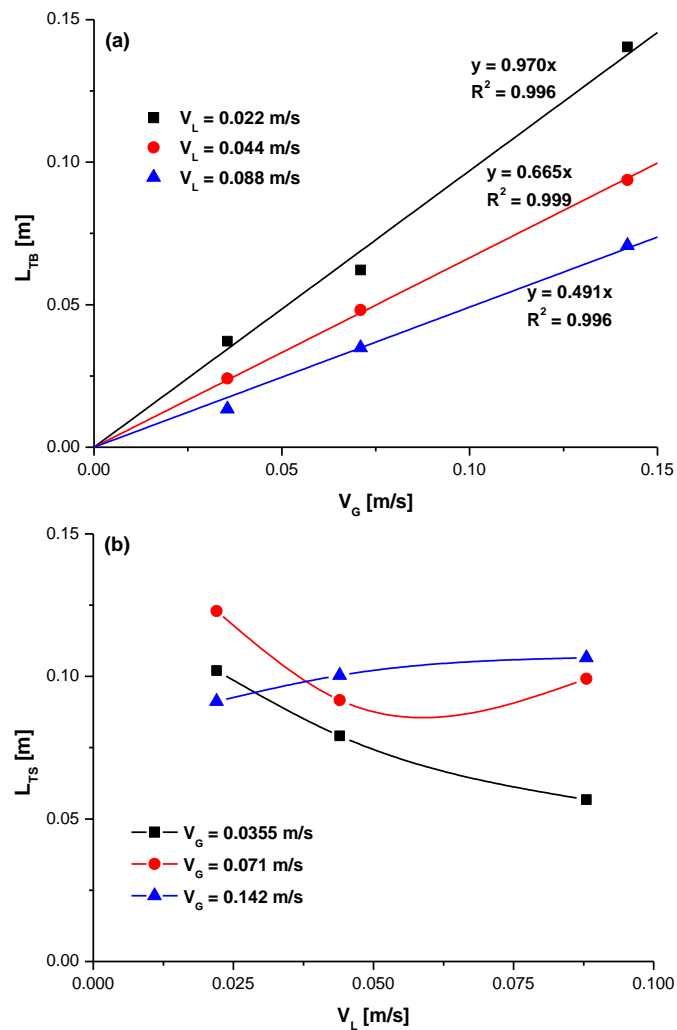 (a)
0.15
y = 0.970x
R² = 0.996
V_L = 0.022 m/s
V_L = 0.044 m/s
V_L = 0.088 m/s
0.10
y = 0.665x
R² = 0.999
L_TB [m]
0.05
y = 0.491x
R² = 0.996
0.00
0.00 0.05 0.10 0.15
V_G [m/s]
0.15
(b)
0.10
L_TS [m]
0.05
V_G = 0.0355 m/s
V_G = 0.071 m/s
V_G = 0.142 m/s
0.00
0.000 0.025 0.050 0.075 0.100
V_L [m/s]